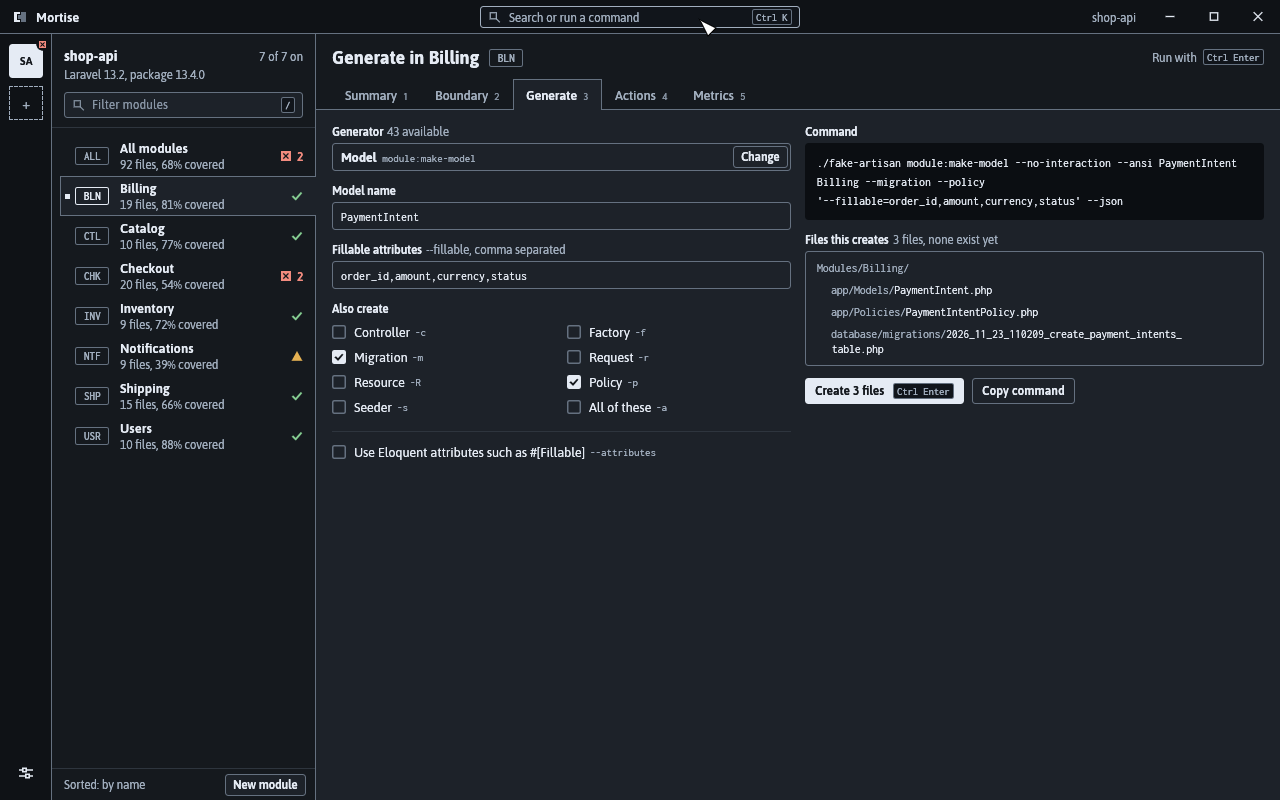 Mortise
Search or run a command
Ctrl K
shop-api
SA
+
shop-api
7 of 7 on
Laravel 13.2, package 13.4.0
Filter modules
/
ALL
All modules
92 files, 68% covered
2
BLN
Billing
19 files, 81% covered
CTL
Catalog
10 files, 77% covered
CHK
Checkout
20 files, 54% covered
2
INV
Inventory
9 files, 72% covered
NTF
Notifications
9 files, 39% covered
SHP
Shipping
15 files, 66% covered
USR
Users
10 files, 88% covered
Sorted: by name
New module
Generate in Billing
BLN
Run with
Ctrl Enter
Summary 1
Boundary 2
Generate 3
Actions 4
Metrics 5
Generator 43 available
Model module:make-model
Change
Model name
PaymentIntent
Fillable attributes --fillable, comma separated
order_id,amount,currency,status
Also create
Controller -c
Factory -f
Migration -m
Request -r
Resource -R
Policy -p
Seeder -s
All of these -a
Use Eloquent attributes such as #[Fillable] --attributes
Command
./fake-artisan module:make-model --no-interaction --ansi PaymentIntent
Billing --migration --policy
'--fillable=order_id,amount,currency,status' --json
Files this creates 3 files, none exist yet
Modules/Billing/
app/Models/PaymentIntent.php
app/Policies/PaymentIntentPolicy.php
database/migrations/2026_11_23_110209_create_payment_intents_
table.php
Create 3 files
Ctrl Enter
Copy command